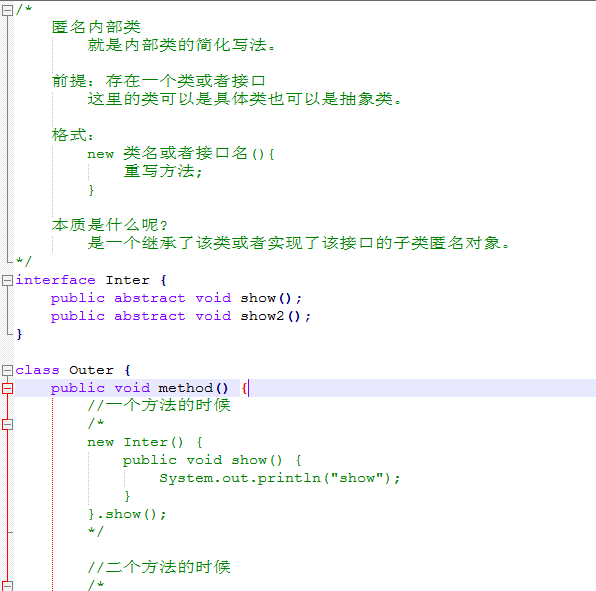 /*
匿名内部类
就是内部类的简化写法。
前提：存在一个类或者接口
这里的类可以是具体类也可以是抽象类。
格式：
new 类名或者接口名(){
重写方法;
}
本质是什么呢?
是一个继承了该类或者实现了该接口的子类匿名对象。
*/
interface Inter {
public abstract void show();
public abstract void show2();
}
class Outer {
public void method() {
//一个方法的时候
/*
new Inter() {
public void show() {
System.out.println("show");
}
}.show();
*/
//二个方法的时候
/*